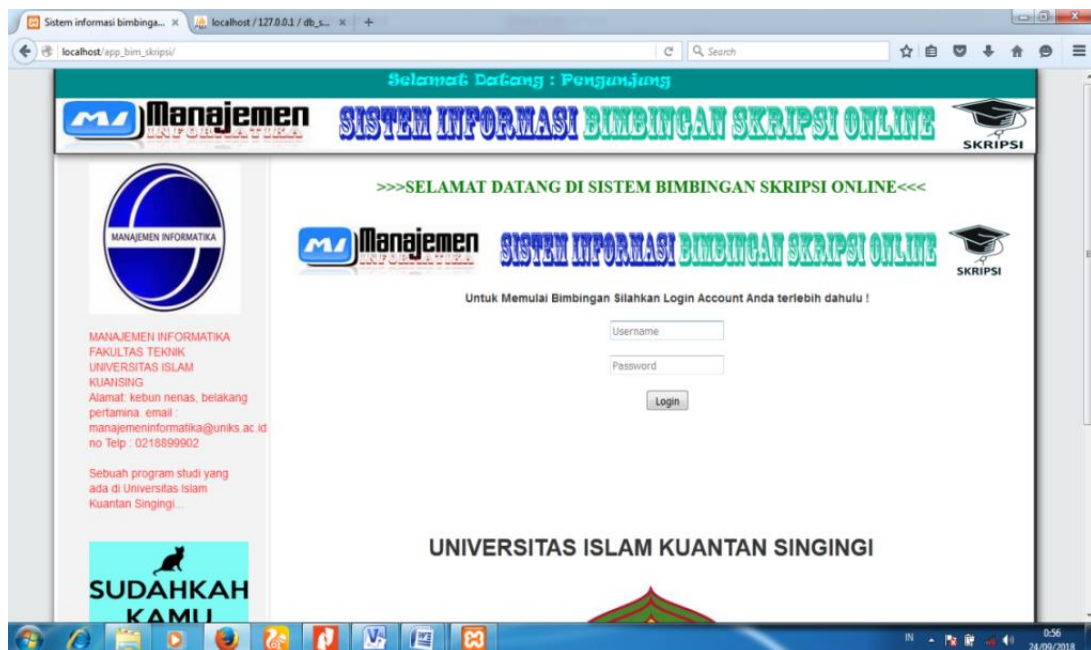 Sistem informasi bimbinga...
localhost / 127.0.0.1 / db_s...
localhost/app_bim_skripsi/
Search
Selamat Datang : Pengunjung
MI Manajemen
INFORMATIKA
SISTEM INFORMASI BIMBINGAN SKRIPSI ONLINE
SKRIPSI
MANAJEMEN INFORMATIKA
>>>SELAMAT DATANG DI SISTEM BIMBINGAN SKRIPSI ONLINE<<<
MI Manajemen
INFORMATIKA
SISTEM INFORMASI BIMBINGAN SKRIPSI ONLINE
SKRIPSI
Untuk Memulai Bimbingan Silahkan Login Account Anda terlebih dahulu !
Username
Password
Login
MANAJEMEN INFORMATIKA
FAKULTAS TEKNIK
UNIVERSITAS ISLAM
KUANSING
Alamat: kebun nenas, belakang
pertamina. email :
manajemeninformatika@uniks.ac.id
no Telp : 0218899902
Sebuah program studi yang
ada di Universitas Islam
Kuantan Singingi...
SUDAHKAH
KAMU
UNIVERSITAS ISLAM KUANTAN SINGINGI
IN
0:56
24/09/2018